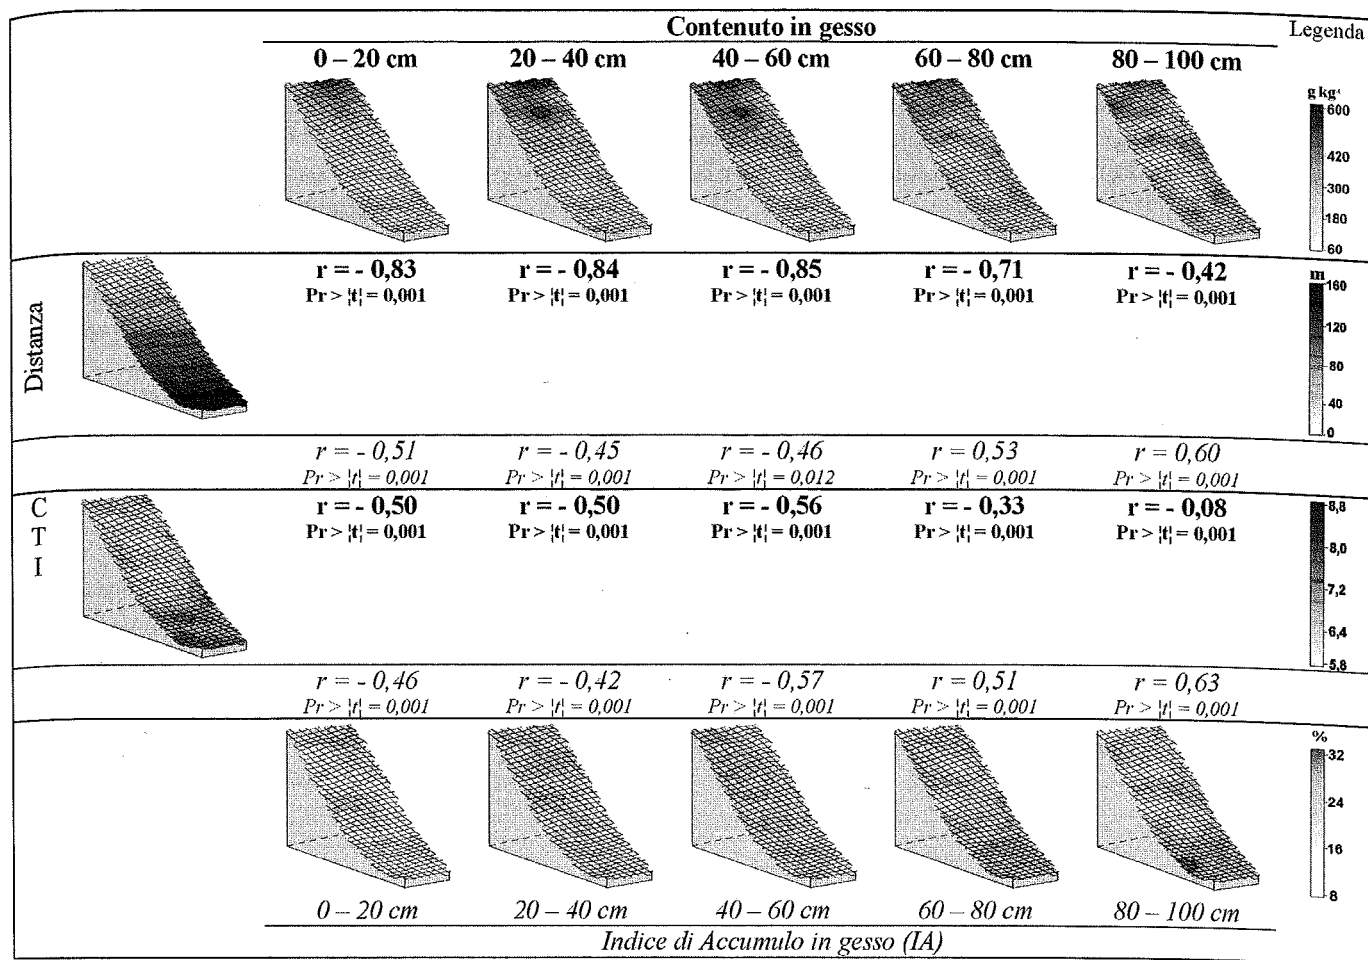 Contenuto in gesso
Legenda
0 – 20 cm 20 – 40 cm 40 – 60 cm 60 – 80 cm 80 – 100 cm
g kg
600
420
300
180
60
Distanza
r = - 0,83 r = - 0,84 r = - 0,85 r = - 0,71 r = - 0,42
Pr > ¦t¦ = 0,001 Pr > ¦t¦ = 0,001 Pr > ¦t¦ = 0,001 Pr > ¦t¦ = 0,001 Pr > ¦t¦ = 0,001
m
160
120
80
40
0
r = - 0,51 r = - 0,45 r = - 0,46 r = 0,53 r = 0,60
Pr > ¦t¦ = 0,001 Pr > ¦t¦ = 0,001 Pr > ¦t¦ = 0,012 Pr > ¦t¦ = 0,001 Pr > ¦t¦ = 0,001
C
T
I
r = - 0,50 r = - 0,50 r = - 0,56 r = - 0,33 r = - 0,08
Pr > ¦t¦ = 0,001 Pr > ¦t¦ = 0,001 Pr > ¦t¦ = 0,001 Pr > ¦t¦ = 0,001 Pr > ¦t¦ = 0,001
8,8
8,0
7,2
6,4
5,8
r = - 0,46 r = - 0,42 r = - 0,57 r = 0,51 r = 0,63
Pr > ¦t¦ = 0,001 Pr > ¦t¦ = 0,001 Pr > ¦t¦ = 0,001 Pr > ¦t¦ = 0,001 Pr > ¦t¦ = 0,001
%
32
24
16
8
0 – 20 cm 20 – 40 cm 40 – 60 cm 60 – 80 cm 80 – 100 cm
Indice di Accumulo in gesso (IA)